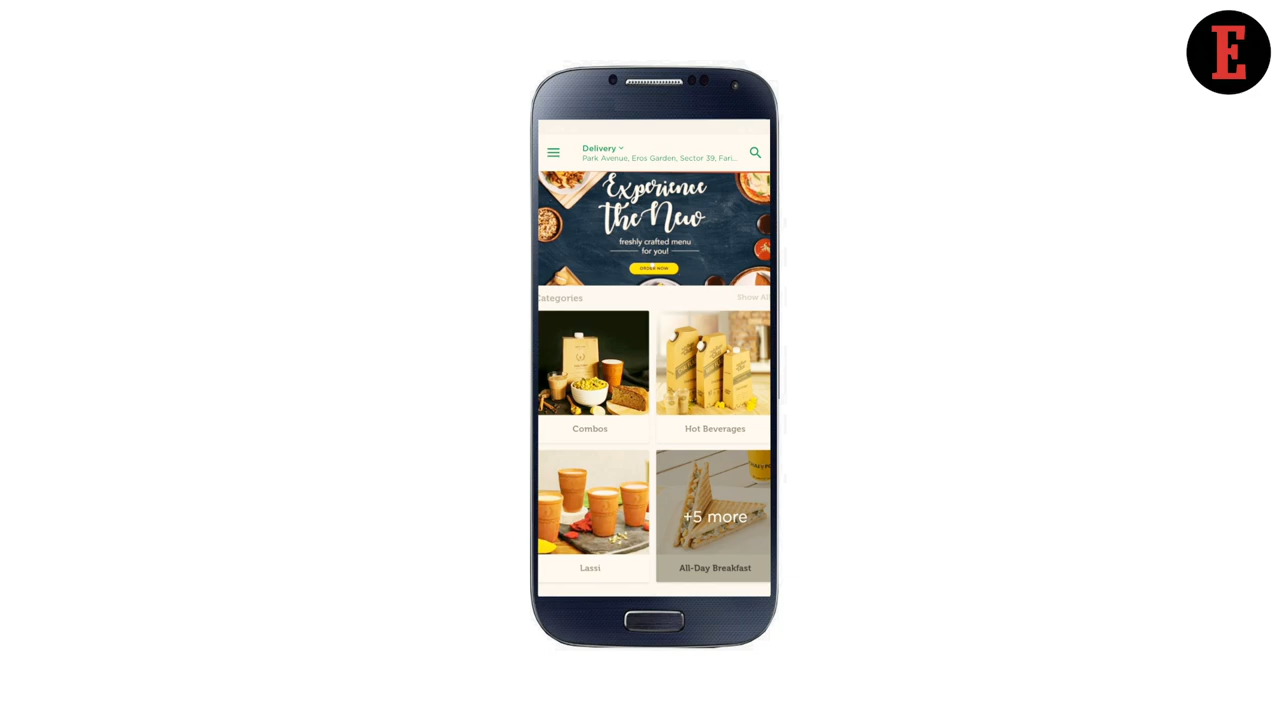 E
Delivery
Park Avenue, Eros Garden, Sector 39, Fari...
Experience
the New
freshly crafted menu
for you!
ORDER NOW
Categories
Show All
Combos
Hot Beverages
+5 more
Lassi
All-Day Breakfast